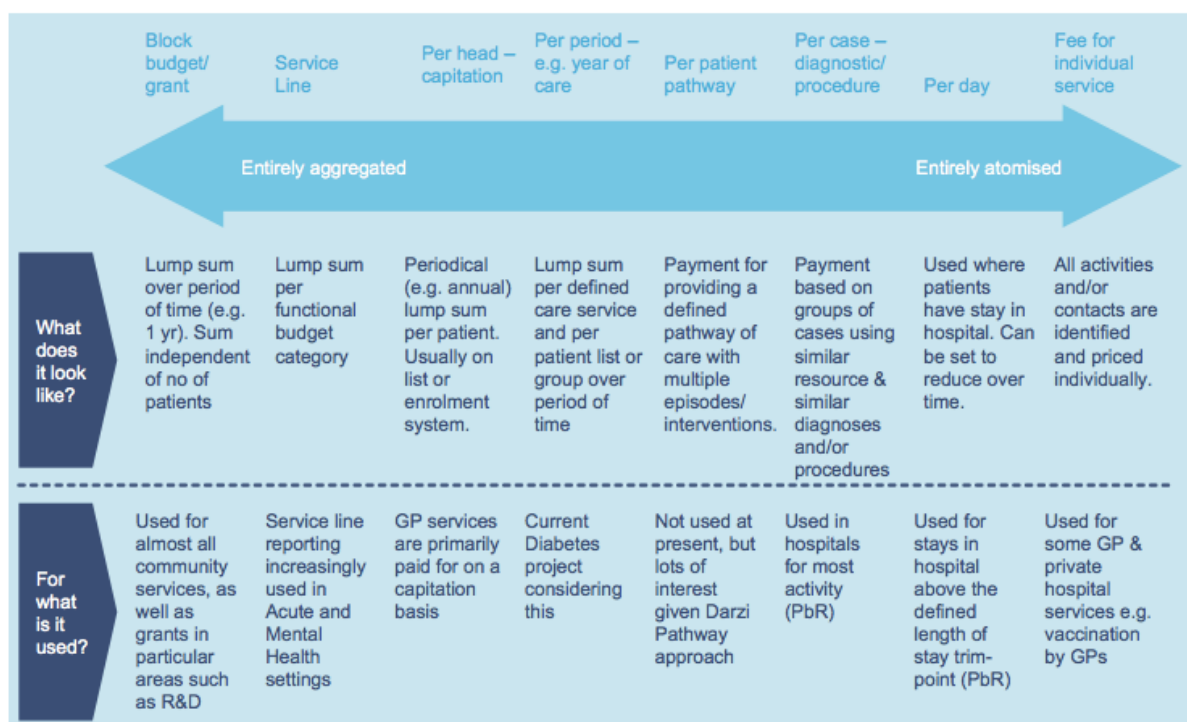 Block
budget/
grant
Service
Line
Per head –
capitation
Per period –
e.g. year of
care
Per patient
pathway
Per case –
diagnostic/
procedure
Per day
Fee for
individual
service
Entirely aggregated
Entirely atomised
What
does
it look
like?
Lump sum
over period
of time (e.g.
1 yr). Sum
independent
of no of
patients
Lump sum
per
functional
budget
category
Periodical
(e.g. annual)
lump sum
per patient.
Usually on
list or
enrolment
system.
Lump sum
per defined
care service
and per
patient list or
group over
period of
time
Payment for
providing a
defined
pathway of
care with
multiple
episodes/
interventions.
Payment
based on
groups of
cases using
similar
resource &
similar
diagnoses
and/or
procedures
Used where
patients
have stay in
hospital. Can
be set to
reduce over
time.
All activities
and/or
contacts are
identified
and priced
individually.
For
what
is it
used?
Used for
almost all
community
services, as
well as
grants in
particular
areas such
as R&D
Service line
reporting
increasingly
used in
Acute and
Mental
Health
settings
GP services
are primarily
paid for on a
capitation
basis
Current
Diabetes
project
considering
this
Not used at
present, but
lots of
interest
given Darzi
Pathway
approach
Used in
hospitals
for most
activity
(PbR)
Used for
stays in
hospital
above the
defined
length of
stay trim-
point (PbR)
Used for
some GP &
private
hospital
services e.g.
vaccination
by GPs